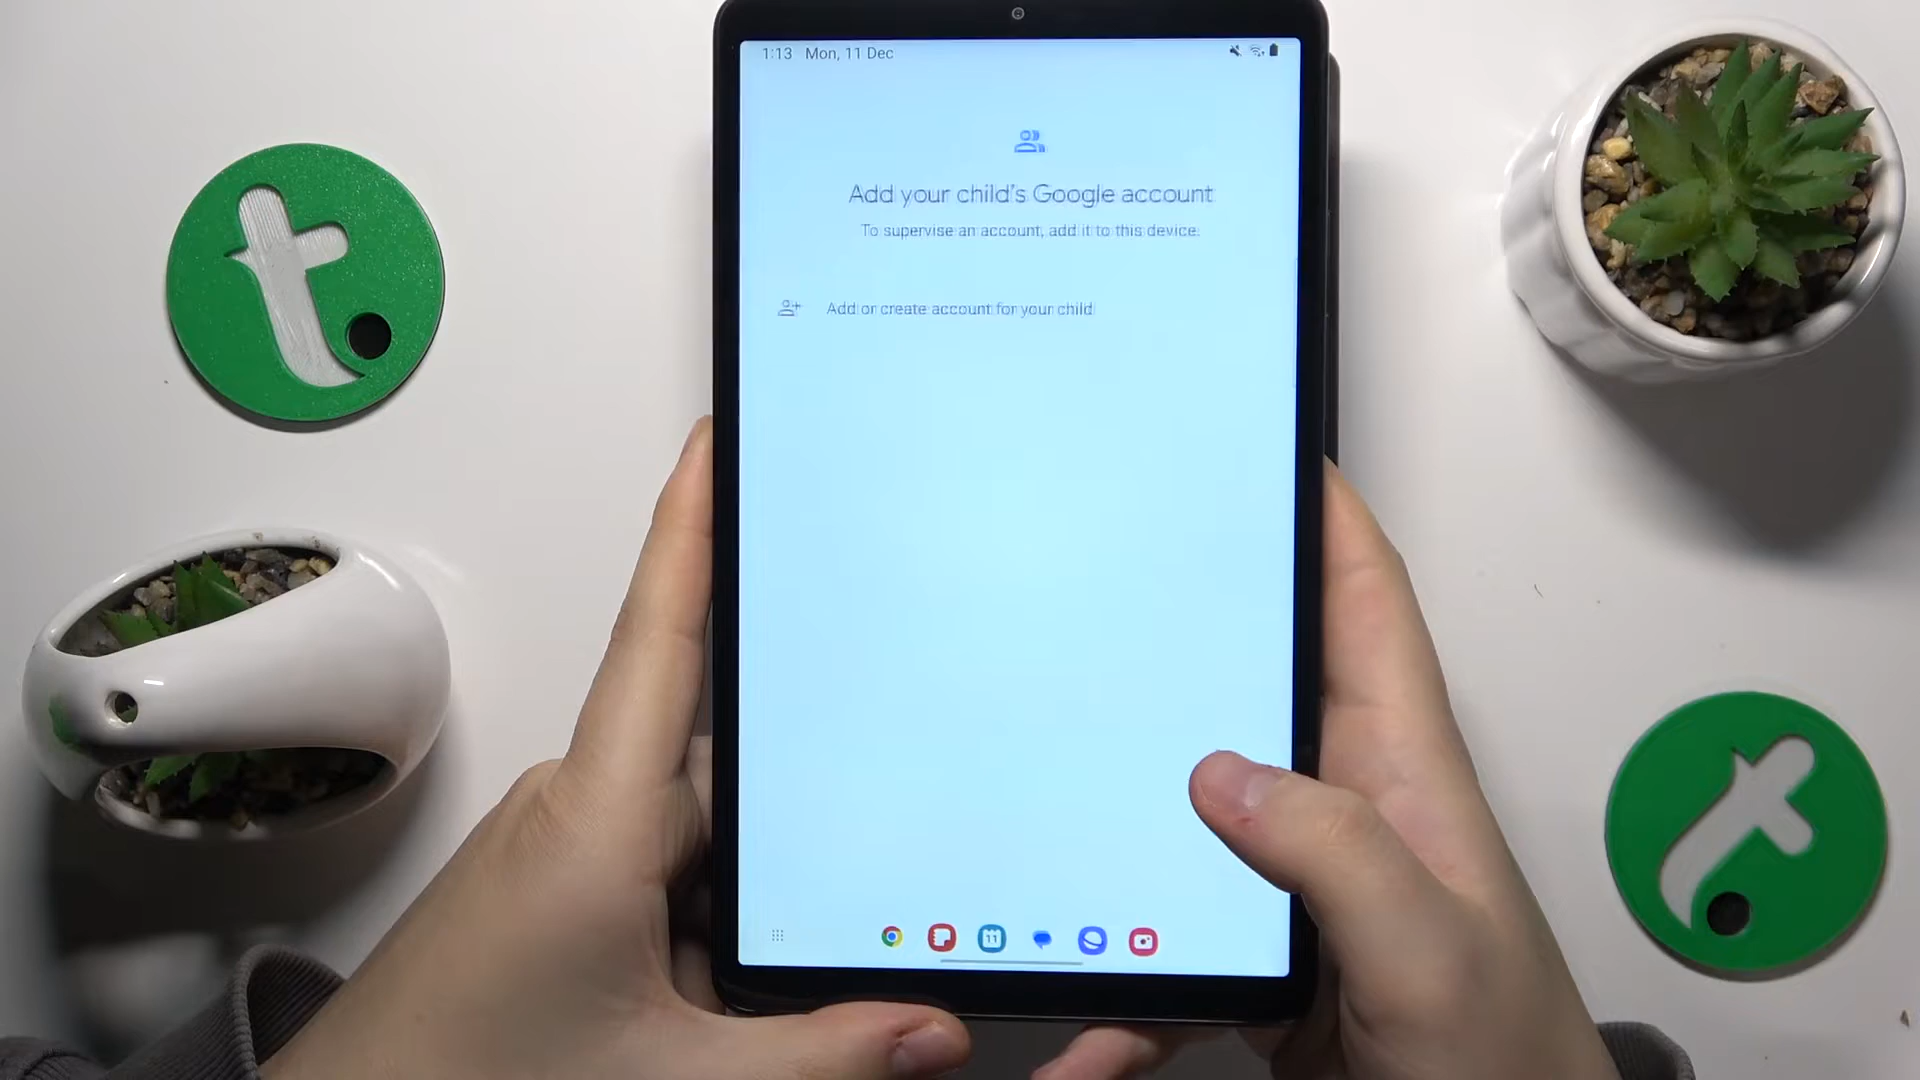 1:13 Mon, 11 Dec
Add your child's Google account
To supervise an account, add it to this device.
Add or create account for your child
11
t.
t.